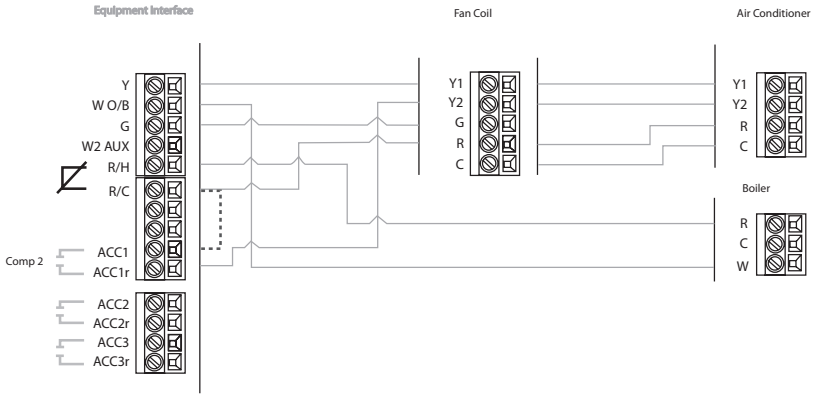 Equipment Interface
Fan Coil
Air Conditioner
Y
W O/B
G
W2 AUX
R/H
R/C
ACC1
ACC1r
ACC2
ACC2r
ACC3
ACC3r
Comp 2
Y1
Y2
G
R
C
Y1
Y2
R
C
Boiler
R
C
W